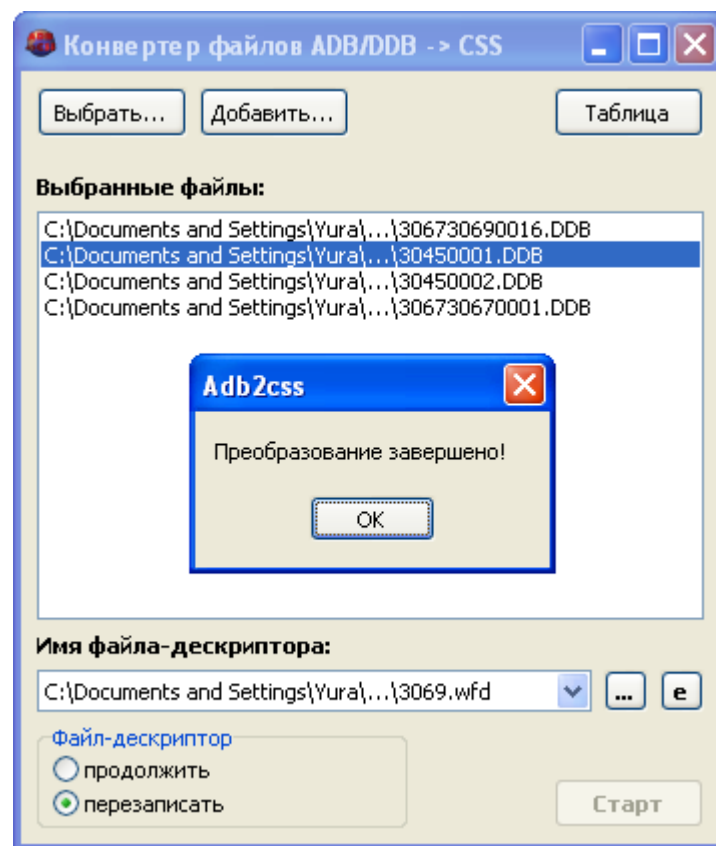 Конвертер файлов ADB/DDB -> CSS
Выбрать... Добавить... Таблица
Выбранные файлы:
C:\Documents and Settings\Yura\...\306730690016.DDB
C:\Documents and Settings\Yura\...\30450001.DDB
C:\Documents and Settings\Yura\...\30450002.DDB
C:\Documents and Settings\Yura\...\306730670001.DDB
Adb2css
Преобразование завершено!
OK
Имя файла-дескриптора:
C:\Documents and Settings\Yura\...\3069.wfd ... e
Файл-дескриптор
продолжить
перезаписать
Старт